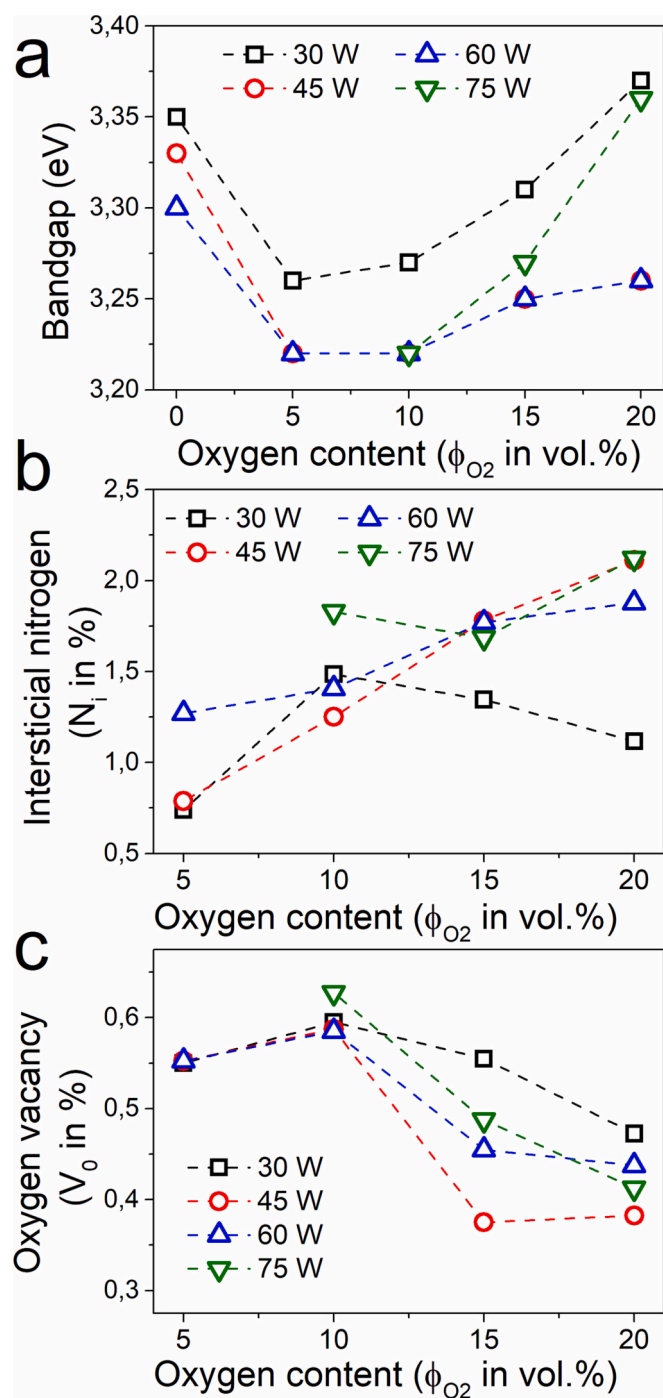 a
30 W
60 W
45 W
75 W
Bandgap (eV)
3,40
3,35
3,30
3,25
3,20
0
5
10
15
20
Oxygen content (ϕO2 in vol.%)
b
30 W
60 W
45 W
75 W
Intersticial nitrogen
(Ni in %)
2,5
2,0
1,5
1,0
0,5
5
10
15
20
Oxygen content (ϕO2 in vol.%)
c
Oxygen vacancy
(V0 in %)
0,6
0,5
0,4
0,3
30 W
45 W
60 W
75 W
5
10
15
20
Oxygen content (ϕO2 in vol.%)